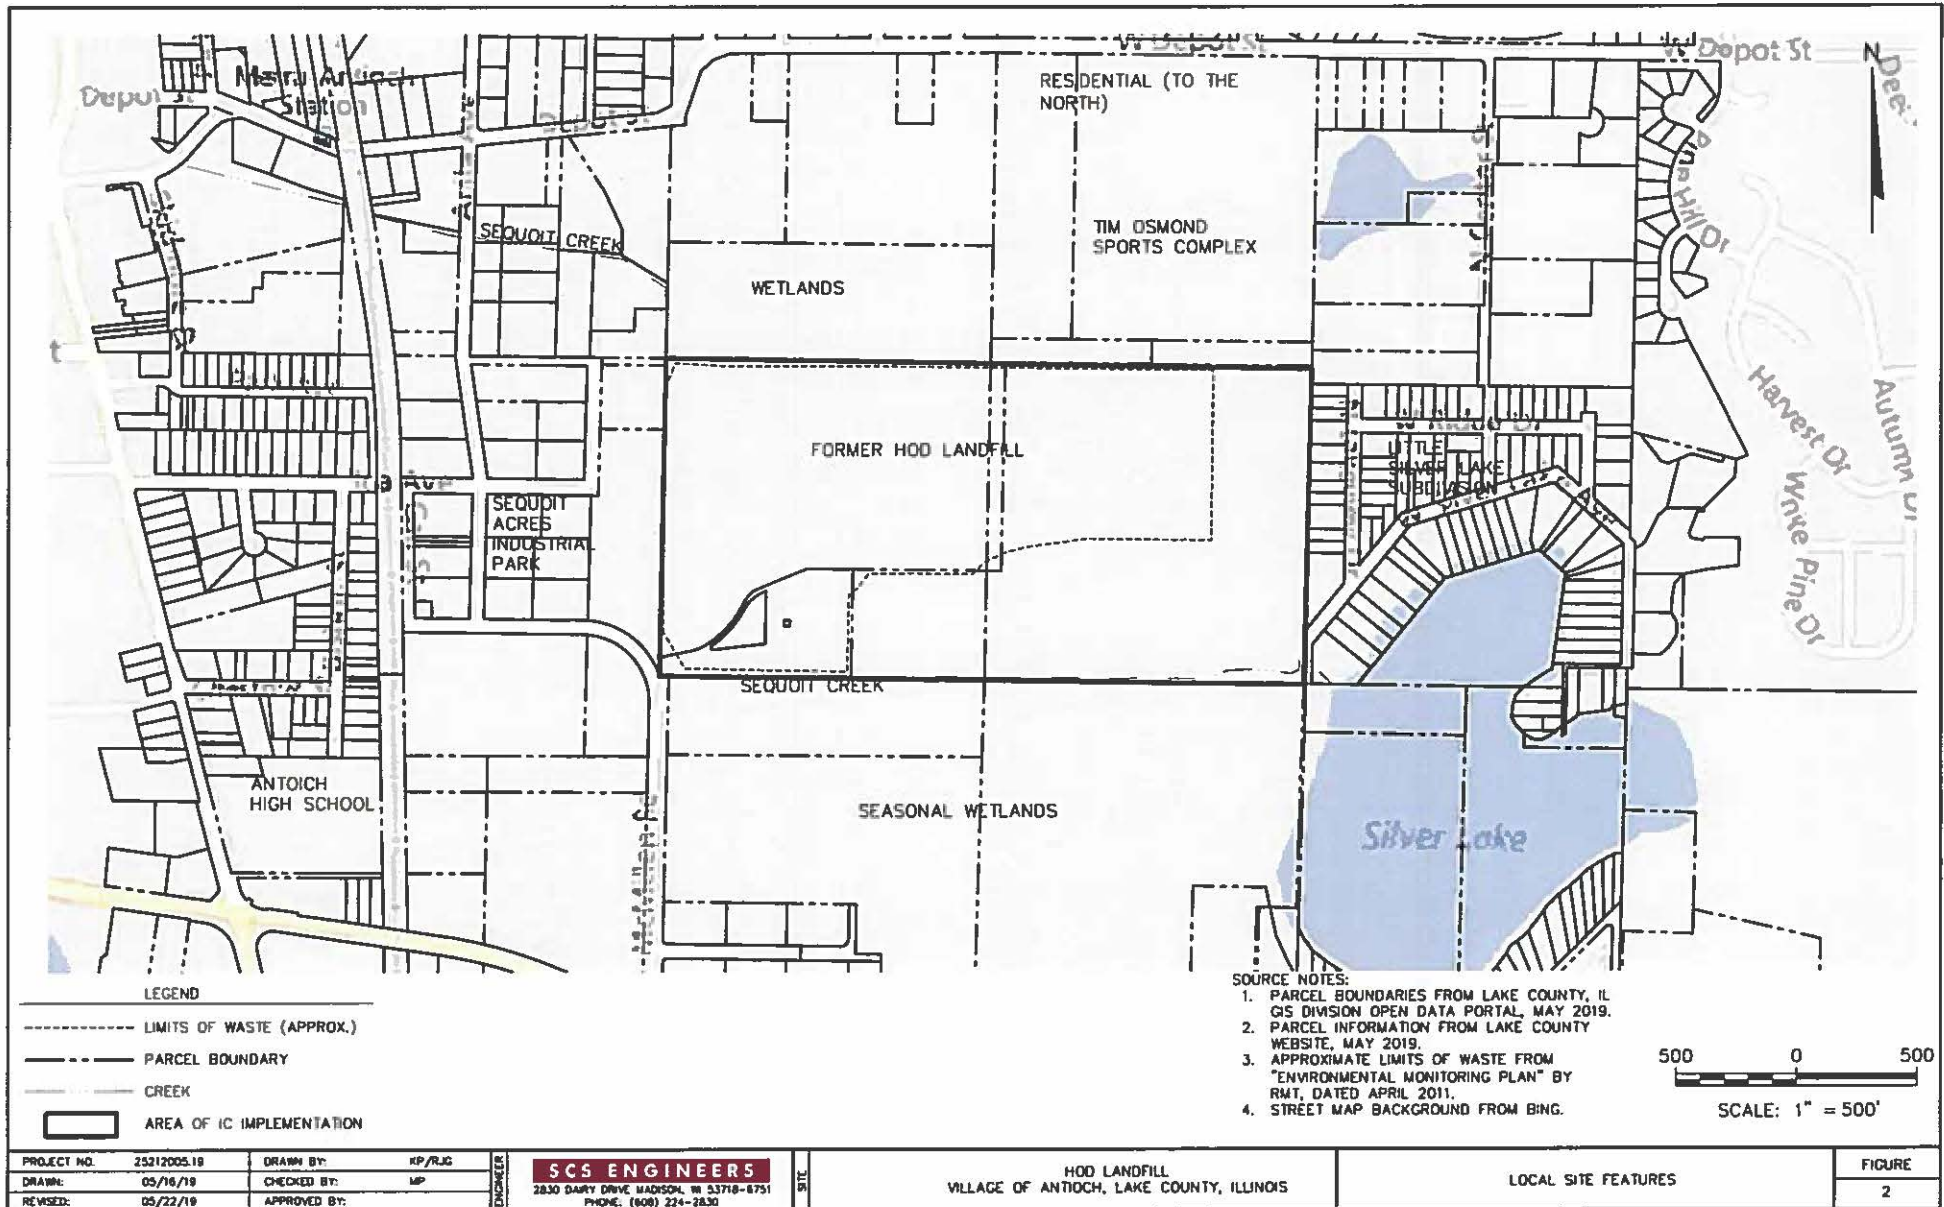 W Depot St
W Depot St
Depot St
Station
RESIDENTIAL (TO THE
NORTH)
N
SEQUOIT CREEK
TIM OSMOND
SPORTS COMPLEX
WETLANDS
Harvest Dr
FORMER HOD LANDFILL
LITTLE
SILVER LAKE
SUBDIVISION
Ave
SEQUOIT
ACRES
INDUSTRIAL
PARK
SEQUOIT CREEK
ANTOICH
HIGH SCHOOL
SEASONAL WETLANDS
Silver Lake
LEGEND
LIMITS OF WASTE (APPROX.)
PARCEL BOUNDARY
CREEK
AREA OF IC IMPLEMENTATION
SOURCE NOTES:
1. PARCEL BOUNDARIES FROM LAKE COUNTY, IL
GIS DIVISION OPEN DATA PORTAL, MAY 2019.
2. PARCEL INFORMATION FROM LAKE COUNTY
WEBSITE, MAY 2019.
3. APPROXIMATE LIMITS OF WASTE FROM
"ENVIRONMENTAL MONITORING PLAN" BY
RMT, DATED APRIL 2011.
4. STREET MAP BACKGROUND FROM BING.
500 0 500
SCALE: 1" = 500'
PROJECT NO. 25212005.19 DRAWN BY: KP/RJG
DRAWN: 05/16/19 CHECKED BY: MP
REVISED: 05/22/19 APPROVED BY:
ENGINEER
SCS ENGINEERS
2830 DAIRY DRIVE MADISON, WI 53718-6751
PHONE: (608) 224-2830
SITE
HOD LANDFILL
VILLAGE OF ANTIOCH, LAKE COUNTY, ILLINOIS
LOCAL SITE FEATURES
FIGURE
2